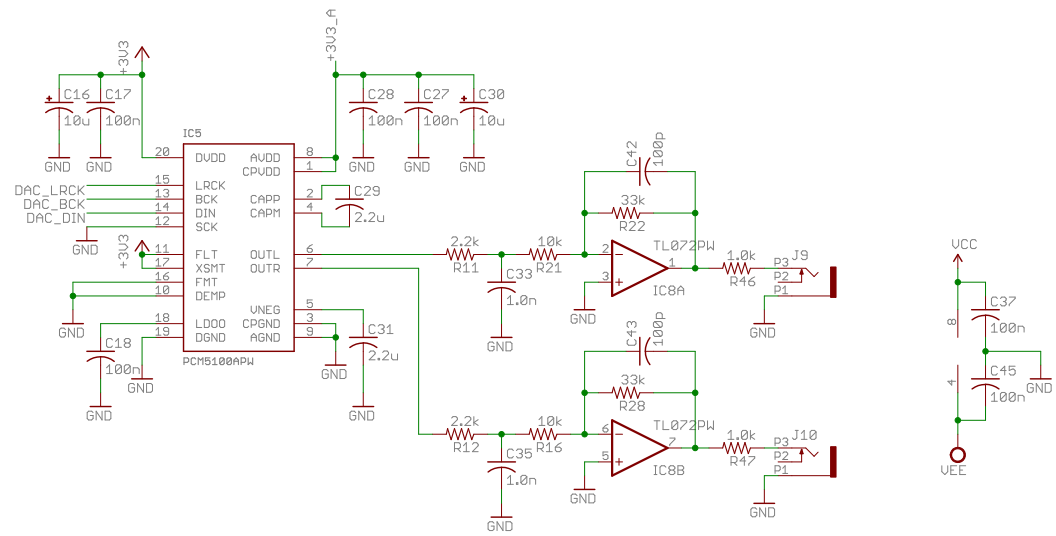 +3V3
+3V3_A
C16
10u
C17
100n
C28
100n
C27
100n
C30
10u
GND
GND
GND
GND
GND
IC5
20 DVDD
15 LRCK
13 BCK
14 DIN
12 SCK
11 FLT
17 XSMT
16 FMT
10 DEMP
18 LDOO
19 DGND
AVDD 8
CPVDD 1
CAPP 2
CAPM 4
OUTL 6
OUTR 7
VNEG 5
CPGND 3
AGND 9
PCM5100APW
DAC_LRCK
DAC_BCK
DAC_DIN
GND
+3V3
GND
C18
100n
GND
GND
C29
2.2u
C31
2.2u
GND
GND
2.2k
R11
C33
1.0n
GND
10k
R21
C42
100p
33k
R22
TL072PW
2
3
1
IC8A
GND
1.0k
R46
J9
P3
P2
P1
GND
2.2k
R12
C35
1.0n
GND
10k
R16
C43
100p
33k
R28
TL072PW
6
5
7
IC8B
GND
1.0k
R47
J10
P3
P2
P1
GND
VCC
8
C37
100n
4
C45
100n
GND
VEE